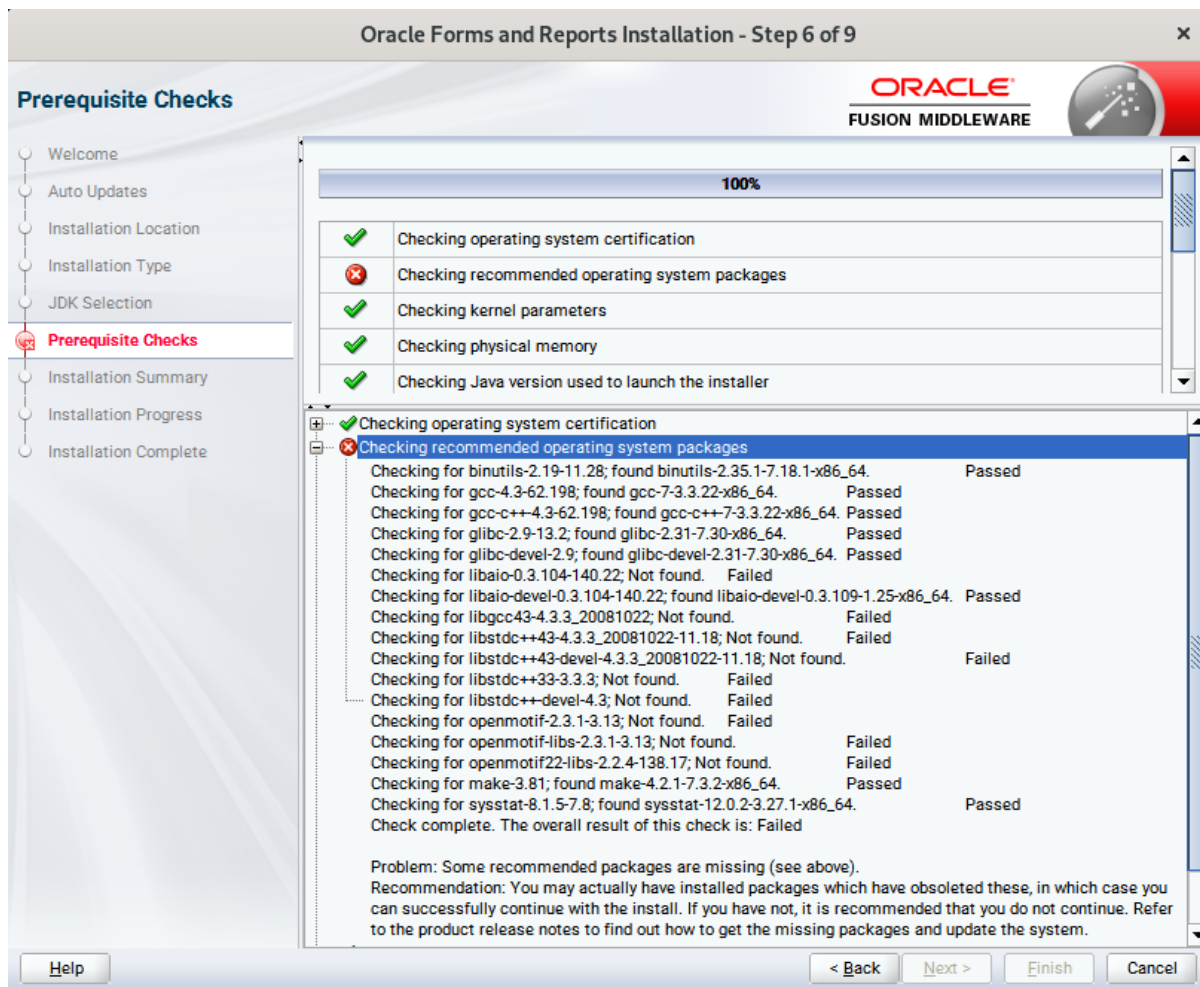 Oracle Forms and Reports Installation - Step 6 of 9
Prerequisite Checks
ORACLE
FUSION MIDDLEWARE
Welcome
Auto Updates
Installation Location
Installation Type
JDK Selection
Prerequisite Checks
Installation Summary
Installation Progress
Installation Complete
100%
Checking operating system certification
Checking recommended operating system packages
Checking kernel parameters
Checking physical memory
Checking Java version used to launch the installer
Checking operating system certification
Checking recommended operating system packages
Checking for binutils-2.19-11.28; found binutils-2.35.1-7.18.1-x86_64. Passed
Checking for gcc-4.3-62.198; found gcc-7-3.3.22-x86_64. Passed
Checking for gcc-c++-4.3-62.198; found gcc-c++-7-3.3.22-x86_64. Passed
Checking for glibc-2.9-13.2; found glibc-2.31-7.30-x86_64. Passed
Checking for glibc-devel-2.9; found glibc-devel-2.31-7.30-x86_64. Passed
Checking for libaio-0.3.104-140.22; Not found. Failed
Checking for libaio-devel-0.3.104-140.22; found libaio-devel-0.3.109-1.25-x86_64. Passed
Checking for libgcc43-4.3.3_20081022; Not found. Failed
Checking for libstdc++43-4.3.3_20081022-11.18; Not found. Failed
Checking for libstdc++43-devel-4.3.3_20081022-11.18; Not found. Failed
Checking for libstdc++33-3.3.3; Not found. Failed
Checking for libstdc++-devel-4.3; Not found. Failed
Checking for openmotif-2.3.1-3.13; Not found. Failed
Checking for openmotif-libs-2.3.1-3.13; Not found. Failed
Checking for openmotif22-libs-2.2.4-138.17; Not found. Failed
Checking for make-3.81; found make-4.2.1-7.3.2-x86_64. Passed
Checking for sysstat-8.1.5-7.8; found sysstat-12.0.2-3.27.1-x86_64. Passed
Check complete. The overall result of this check is: Failed
Problem: Some recommended packages are missing (see above).
Recommendation: You may actually have installed packages which have obsoleted these, in which case you
can successfully continue with the install. If you have not, it is recommended that you do not continue. Refer
to the product release notes to find out how to get the missing packages and update the system.
Help
< Back
Next >
Finish
Cancel